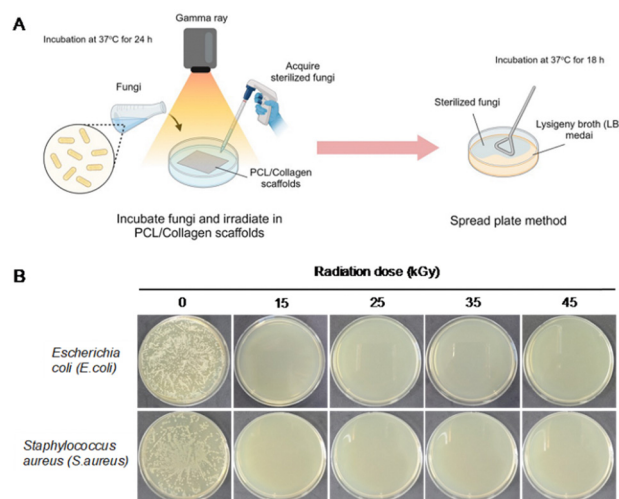 A
Gamma ray
Incubation at 37°C for 24 h
Acquire
sterilized fungi
Fungi
PCL/Collagen
scaffolds
Incubate fungi and irradiate in
PCL/Collagen scaffolds
Incubation at 37°C for 18 h
Sterilized fungi
Lysigeny broth (LB
medai
Spread plate method
B
Radiation dose (kGy)
0 15 25 35 45
Escherichia
coli (E.coli)
Staphylococcus
aureus (S.aureus)